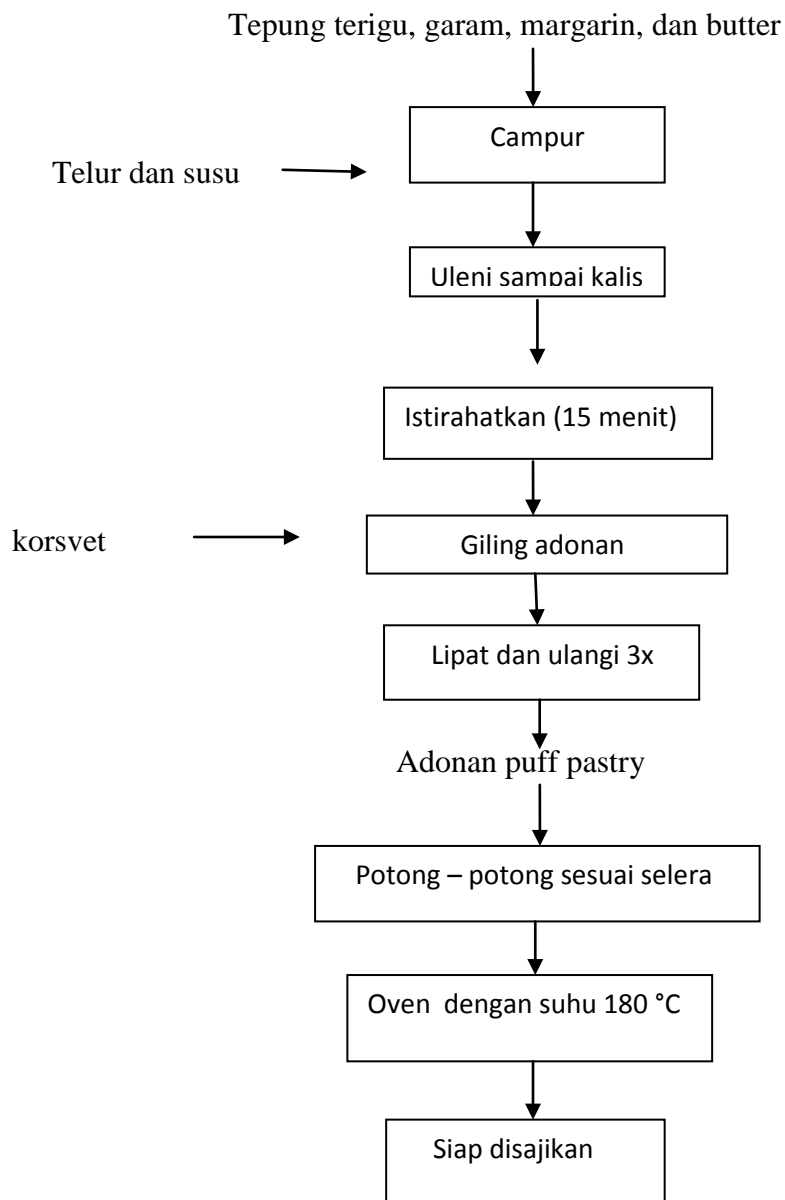 Tepung terigu, garam, margarin, dan butter
Campur
Telur dan susu
Uleni sampai kalis
Istirahatkan (15 menit)
korsvet
Giling adonan
Lipat dan ulangi 3x
Adonan puff pastry
Potong – potong sesuai selera
Oven  dengan suhu 180 °C
Siap disajikan